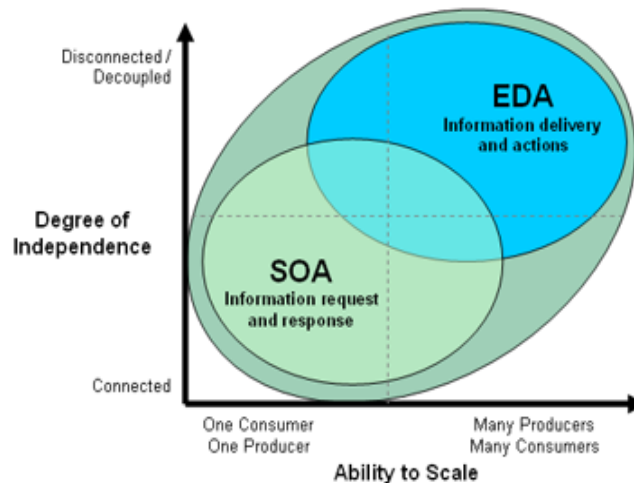 Disconnected /
Decoupled
EDA
Information delivery
and actions
Degree of
Independence
SOA
Information request
and response
Connected
One Consumer
One Producer
Many Producers
Many Consumers
Ability to Scale